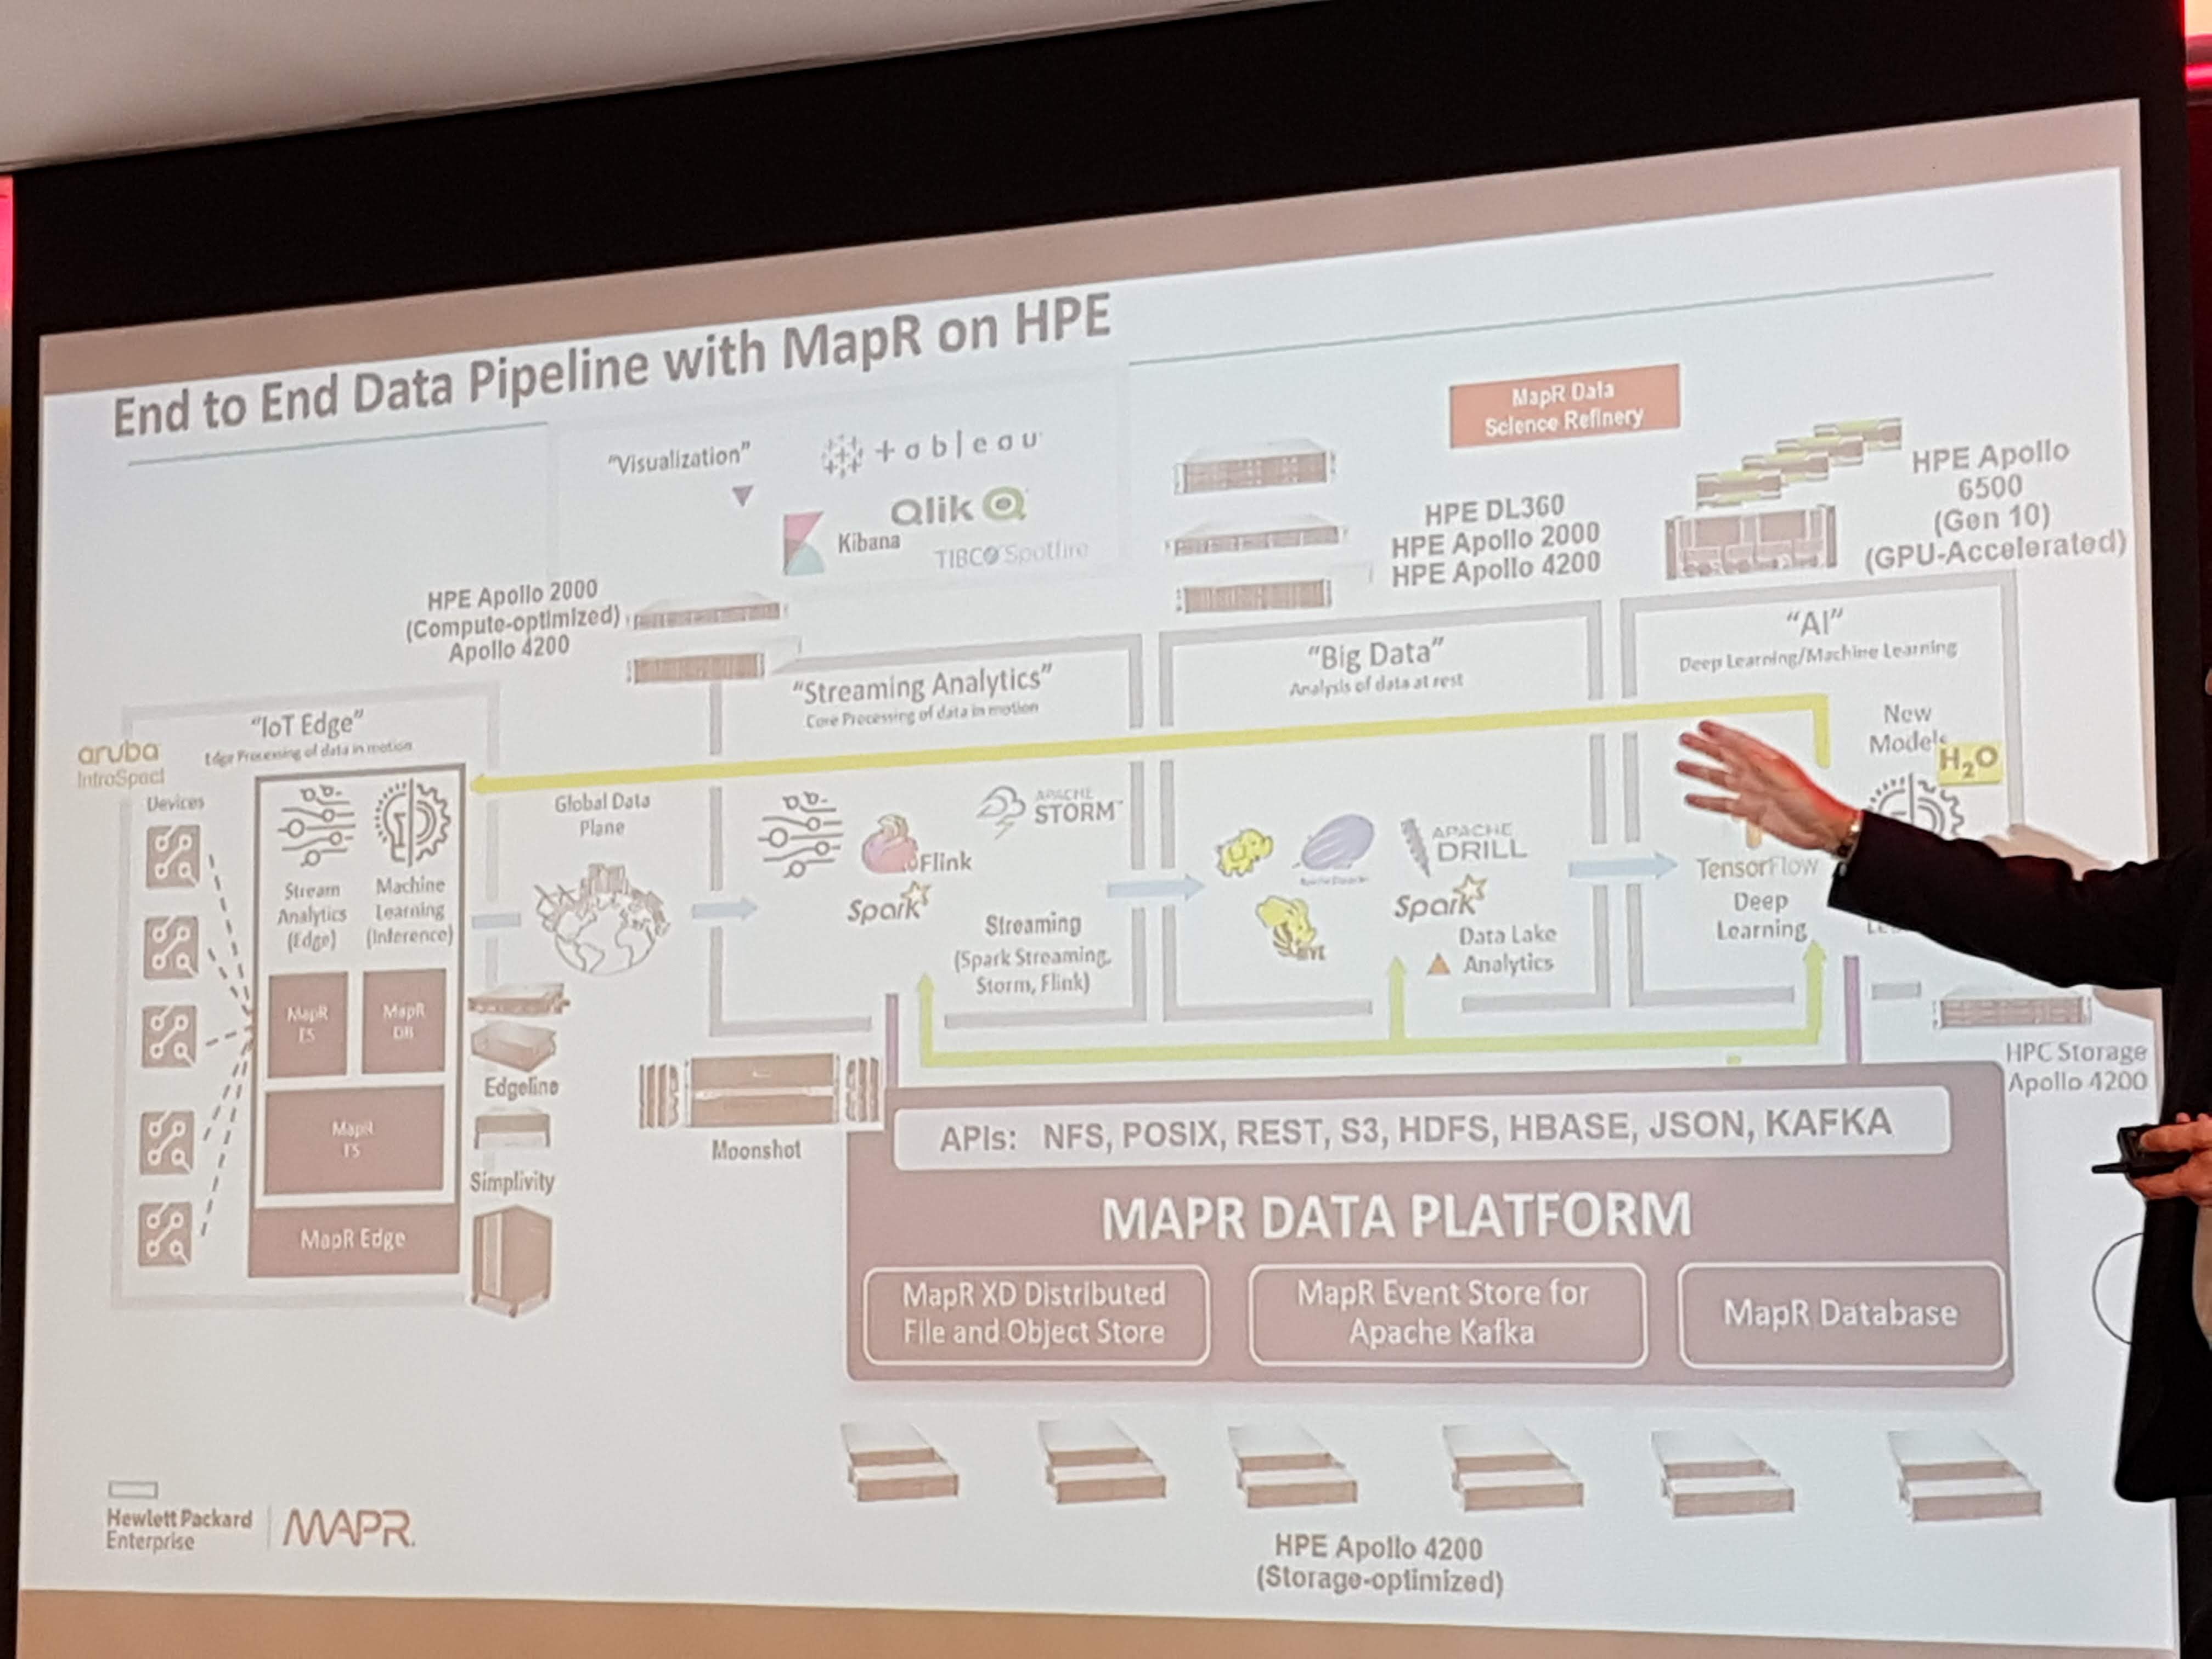 End to End Data Pipeline with MapR on HPE
"Visualization"
+ a b l e a u
Qlik
Kibana
TIBCO Spotfire
MapR Data
Science Refinery
HPE DL360
HPE Apollo 2000
HPE Apollo 4200
HPE Apollo
6500
(Gen 10)
(GPU-Accelerated)
HPE Apollo 2000
(Compute-optimized)
Apollo 4200
"IoT Edge"
Edge Processing of data in motion
aruba
IntroSpect
Devices
Stream
Analytics
(Edge)
Machine
Learning
(Inference)
MapR
ES
MapR
DB
MapR
FS
MapR Edge
Edgeline
Simplivity
Global Data
Plane
"Streaming Analytics"
Core Processing of data in motion
Flink
APACHE
STORM™
Spark
Streaming
(Spark Streaming,
Storm, Flink)
Moonshot
"Big Data"
Analysis of data at rest
APACHE
DRILL
Spark
Data Lake
Analytics
"AI"
Deep Learning/Machine Learning
New
Models
H2O
TensorFlow
Deep
Learning
HPC Storage
Apollo 4200
APIs: NFS, POSIX, REST, S3, HDFS, HBASE, JSON, KAFKA
MAPR DATA PLATFORM
MapR XD Distributed
File and Object Store
MapR Event Store for
Apache Kafka
MapR Database
HPE Apollo 4200
(Storage-optimized)
Hewlett Packard
Enterprise
MAPR.